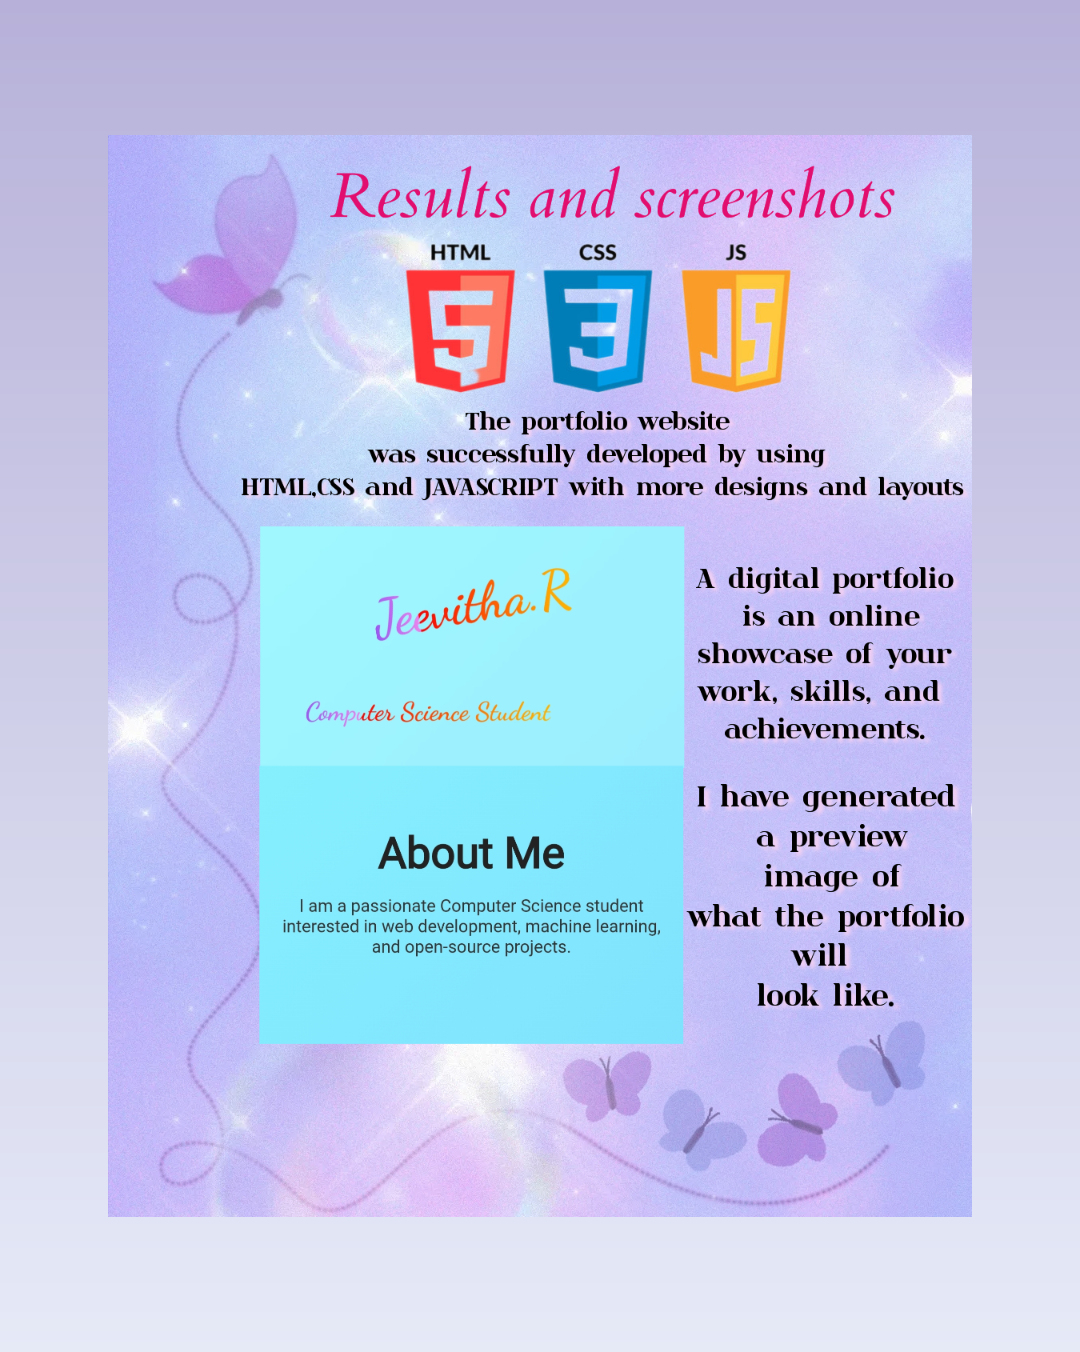 Results and screenshots
HTML CSS JS
5 3 JS
The portfolio website
was successfully developed by using
HTML,CSS and JAVASCRIPT with more designs and layouts
Jeevitha.R
Computer Science Student
About Me
I am a passionate Computer Science student
interested in web development, machine learning,
and open-source projects.
A digital portfolio
is an online
showcase of your
work, skills, and
achievements.
I have generated
a preview
image of
what the portfolio
will
look like.